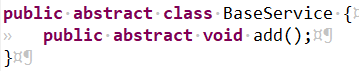 public abstract class BaseService {
    public abstract void add();
}